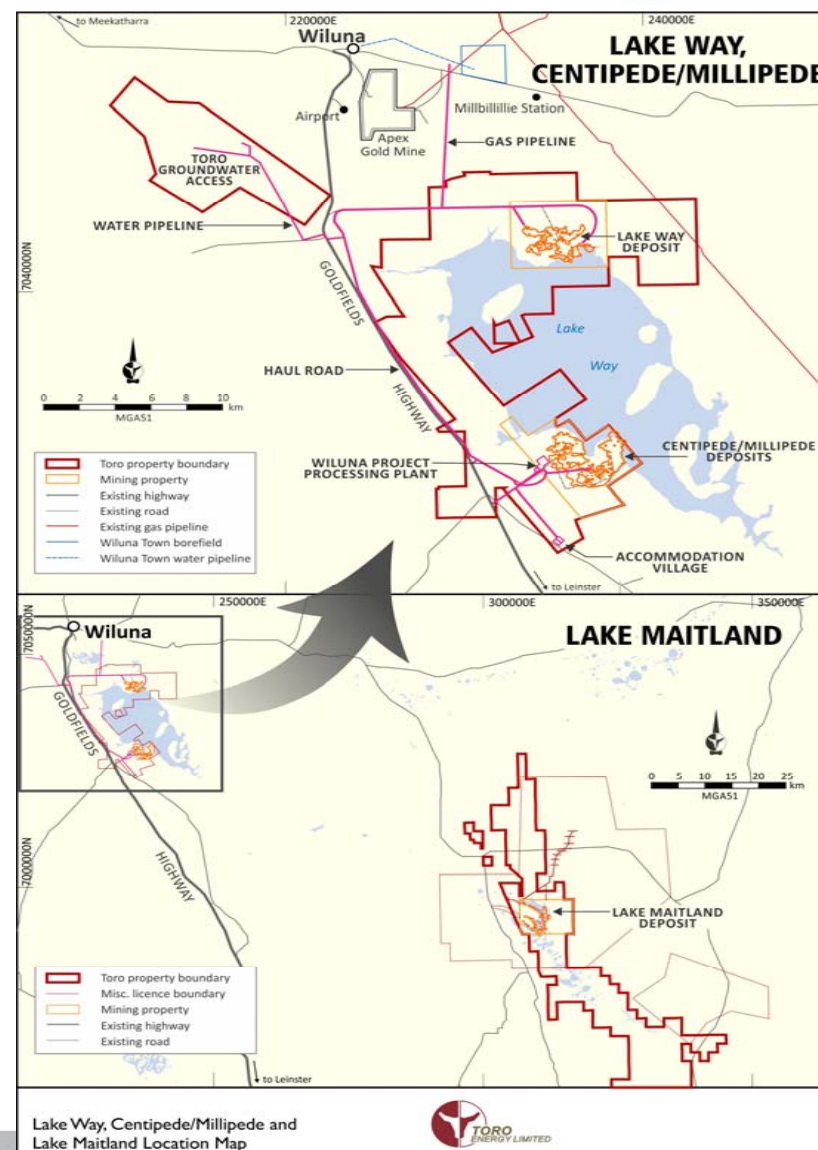 to Meekatharra
220000E
240000E
Wiluna
LAKE WAY,
CENTIPEDE/MILLIPEDE
Airport
Apex
Gold Mine
Millbillillie Station
GAS PIPELINE
TORO
GROUNDWATER
ACCESS
WATER PIPELINE
LAKE WAY
DEPOSIT
7040000N
GOLDFIELDS
HIGHWAY
Lake
Way
HAUL ROAD
0 2 4 6 8 10
km
MGA51
CENTIPEDE/MILLIPEDE
DEPOSITS
WILUNA PROJECT
PROCESSING PLANT
Toro property boundary
Mining property
Existing highway
Existing road
Existing gas pipeline
Wiluna Town borefield
Wiluna Town water pipeline
ACCOMMODATION
VILLAGE
to Leinster
250000E
300000E
350000E
7050000N
Wiluna
LAKE MAITLAND
GOLDFIELDS
HIGHWAY
0 5 10 15 20 25
km
MGA51
7000000N
LAKE MAITLAND
DEPOSIT
Toro property boundary
Misc. licence boundary
Mining property
Existing highway
Existing road
to Leinster
Lake Way, Centipede/Millipede and
Lake Maitland Location Map
TORO
ENERGY LIMITED